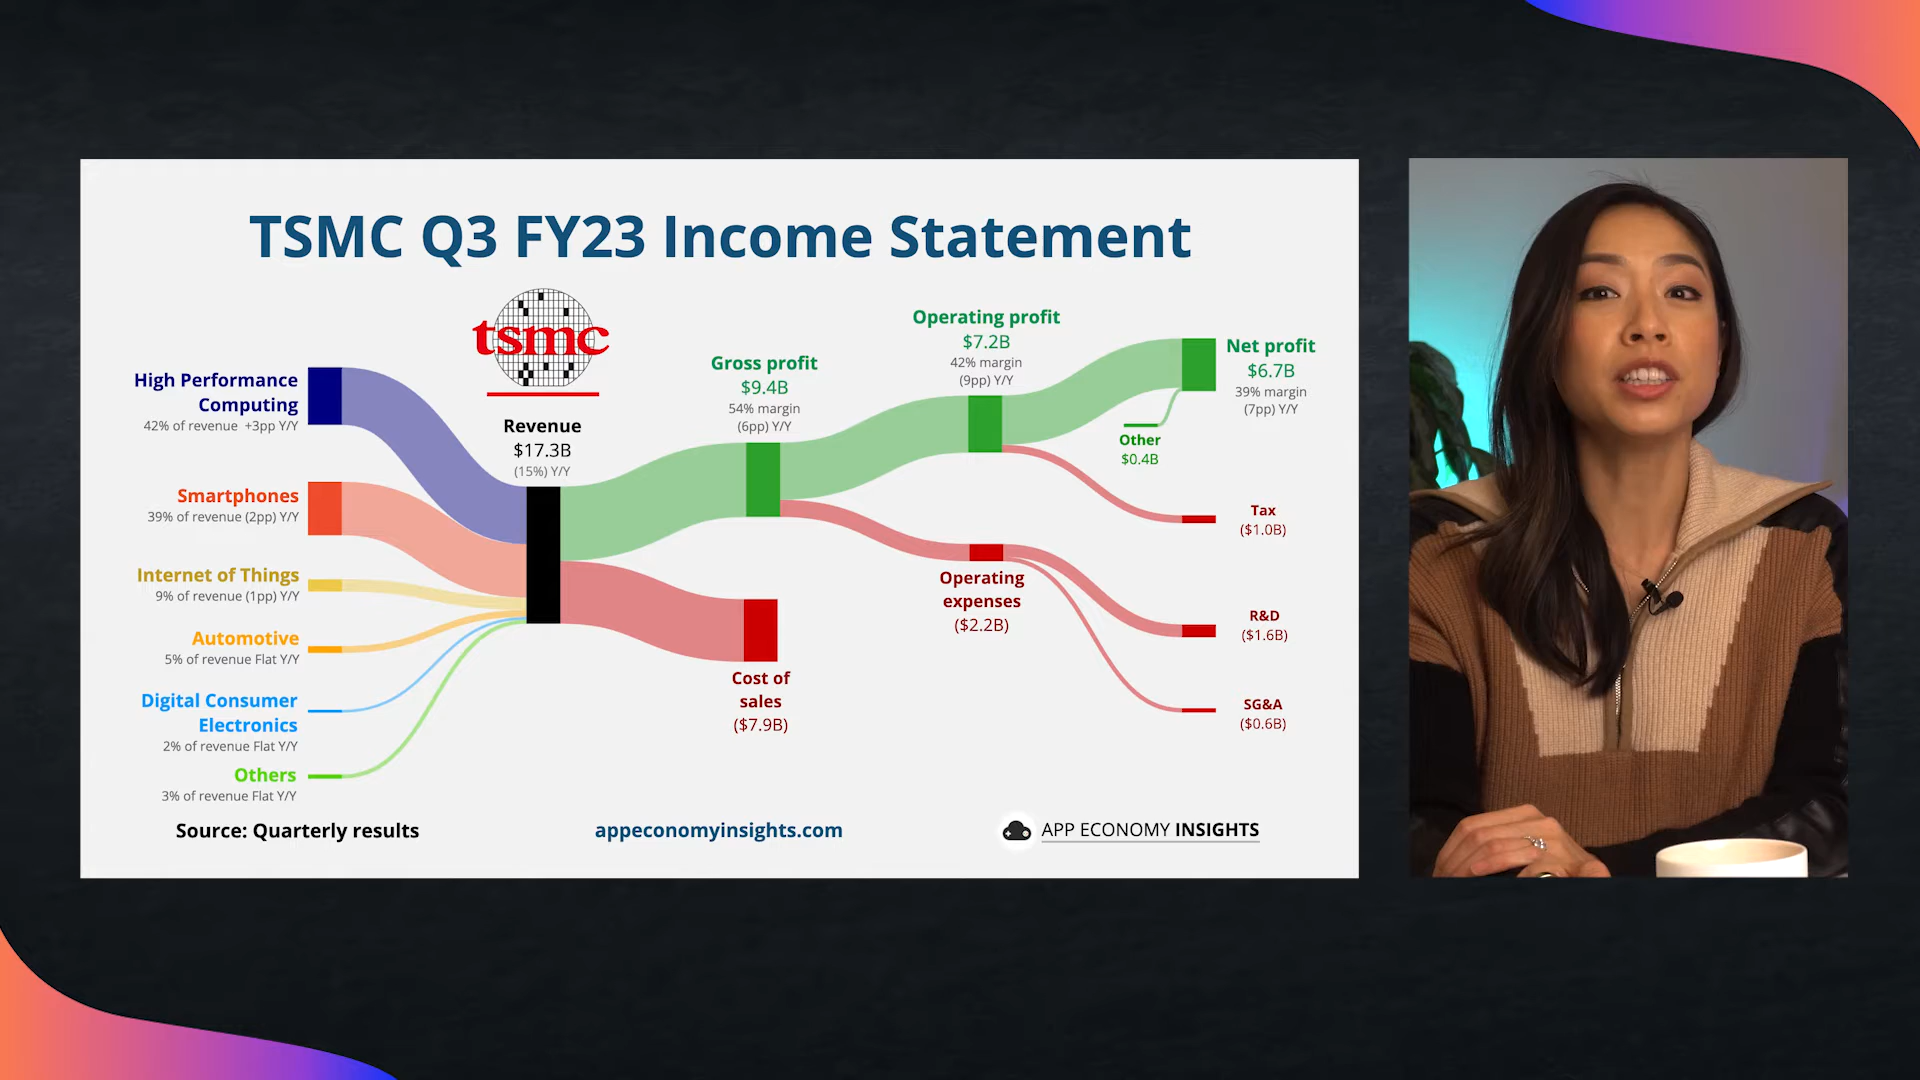 TSMC Q3 FY23 Income Statement
tsmc
High Performance
Computing
42% of revenue +3pp Y/Y
Smartphones
39% of revenue (2pp) Y/Y
Internet of Things
9% of revenue (1pp) Y/Y
Automotive
5% of revenue Flat Y/Y
Digital Consumer
Electronics
2% of revenue Flat Y/Y
Others
3% of revenue Flat Y/Y
Revenue
$17.3B
(15%) Y/Y
Gross profit
$9.4B
54% margin
(6pp) Y/Y
Cost of
sales
($7.9B)
Operating profit
$7.2B
42% margin
(9pp) Y/Y
Operating
expenses
($2.2B)
Net profit
$6.7B
39% margin
(7pp) Y/Y
Other
$0.4B
Tax
($1.0B)
R&D
($1.6B)
SG&A
($0.6B)
Source: Quarterly results
appeconomyinsights.com
APP ECONOMY INSIGHTS